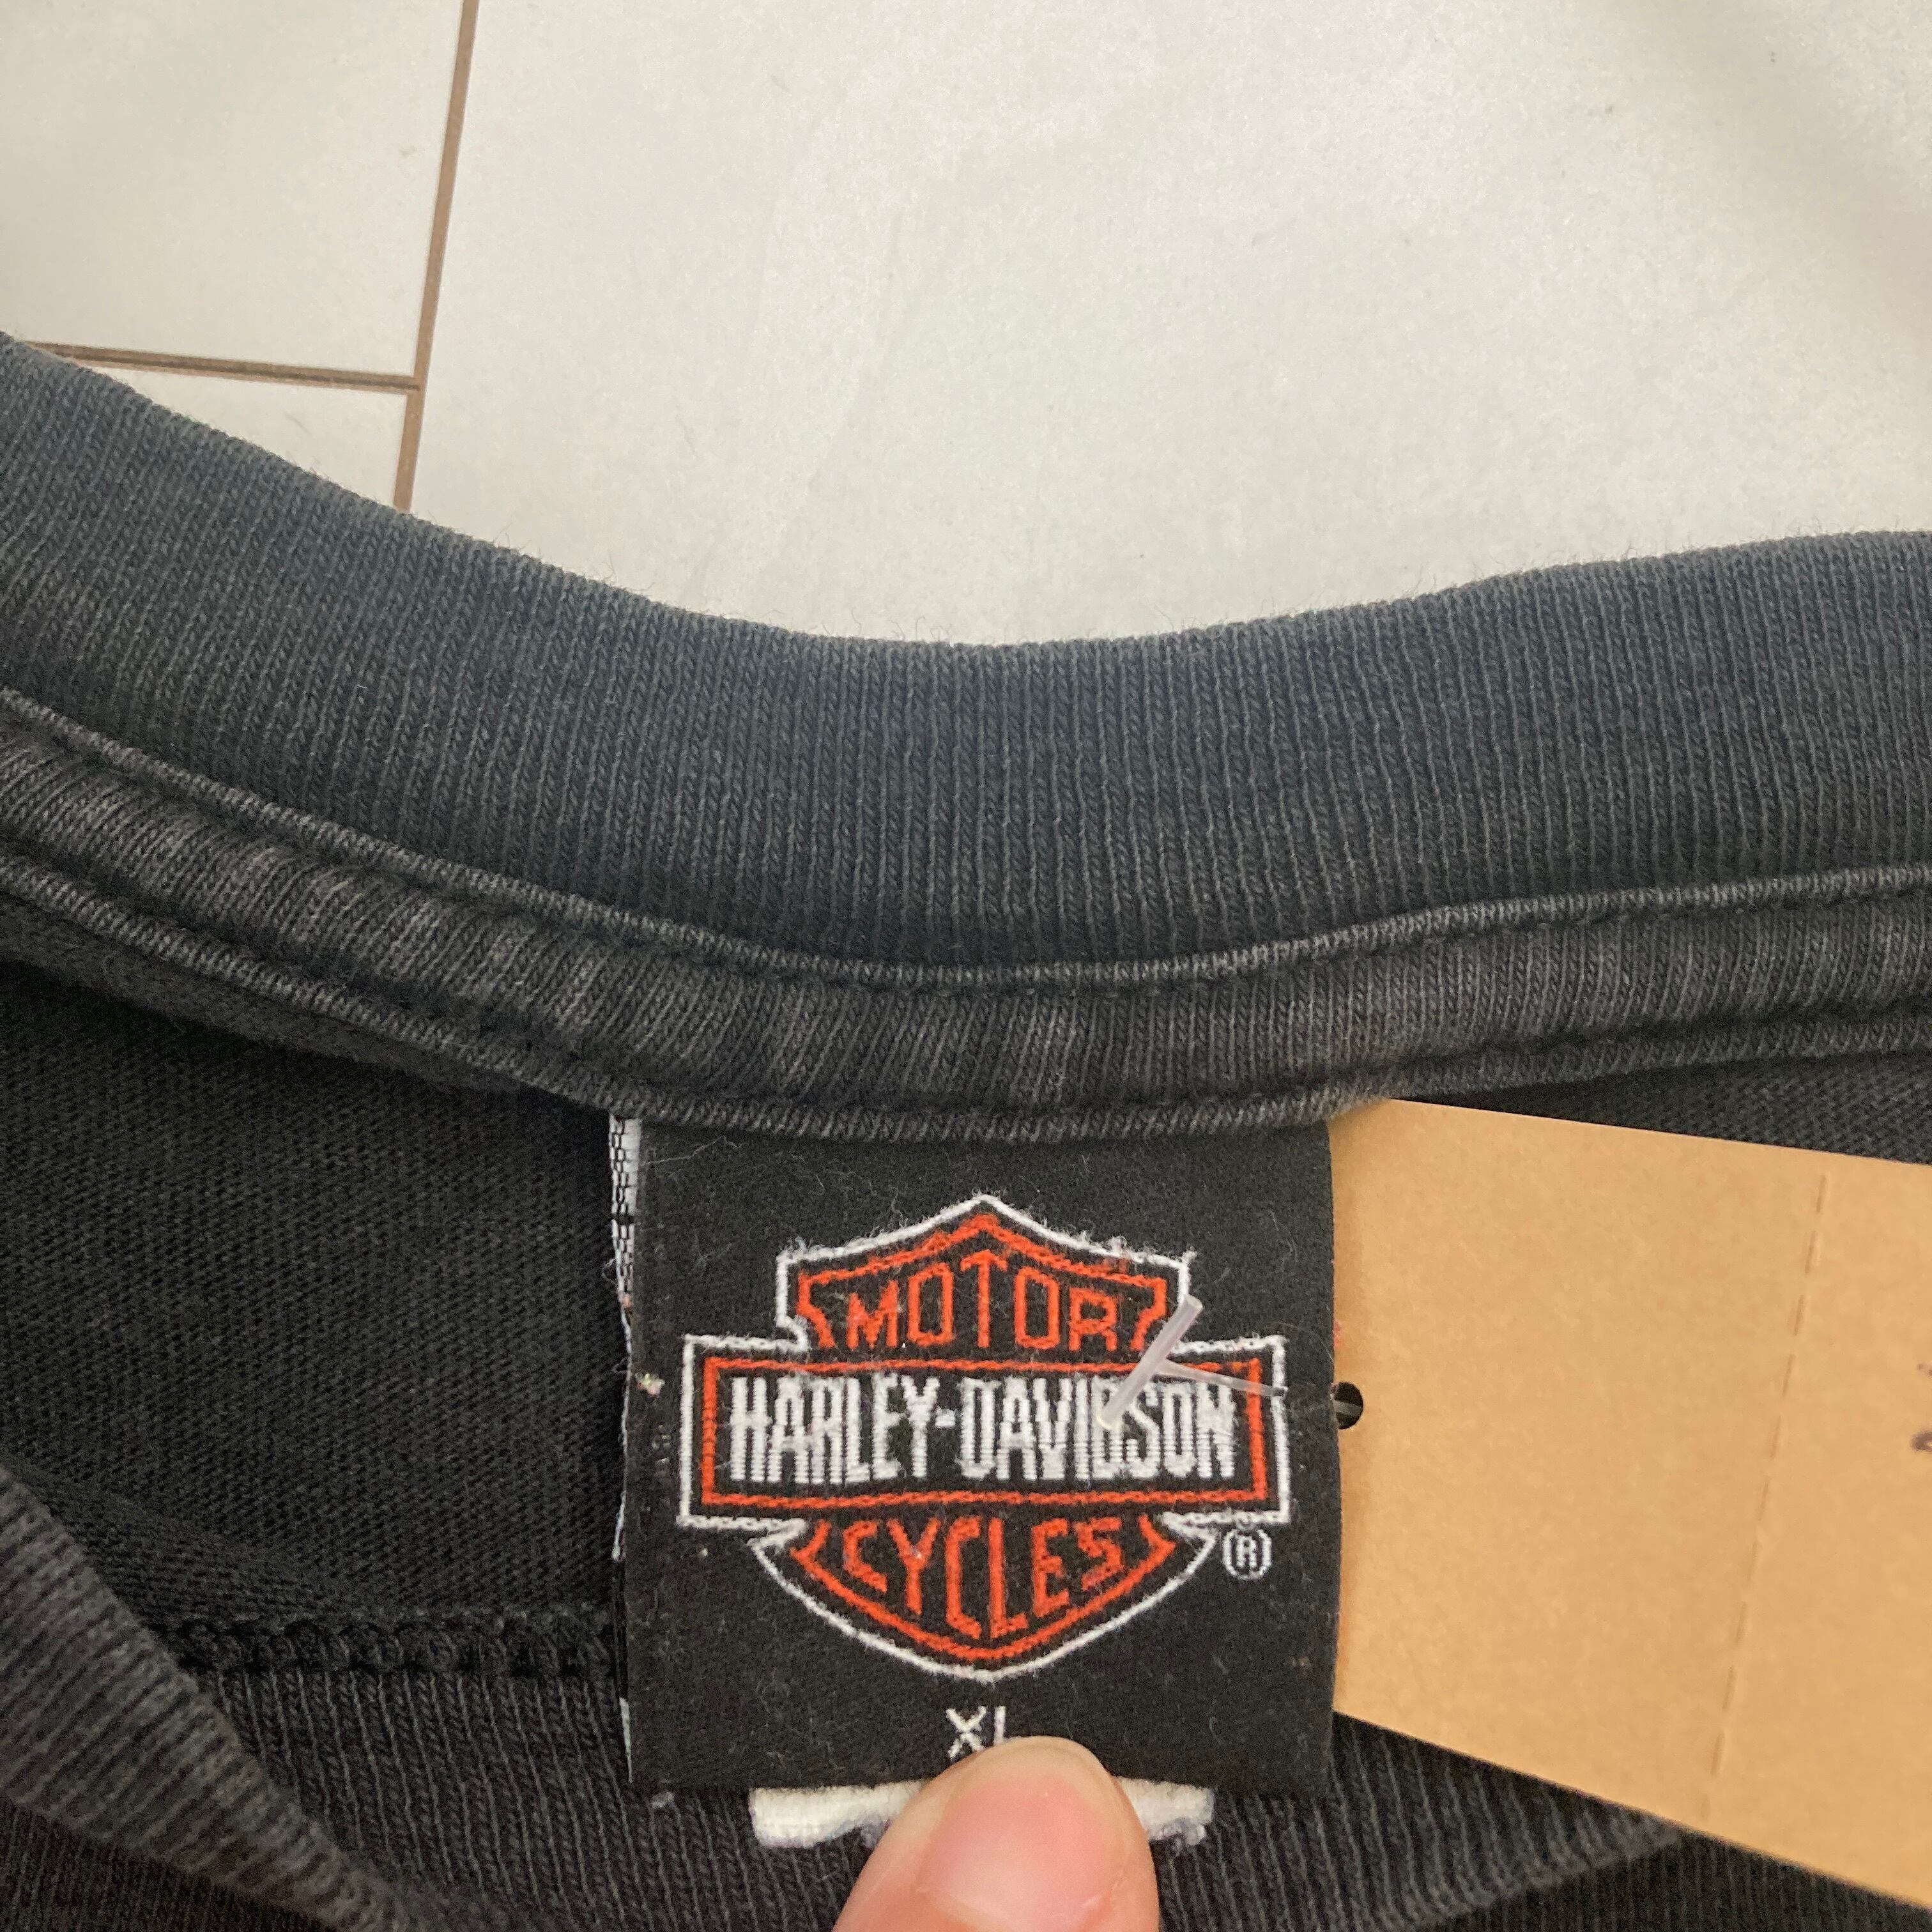 MOTOR
HARLEY-DAVIDSON
CYCLES
®
XL